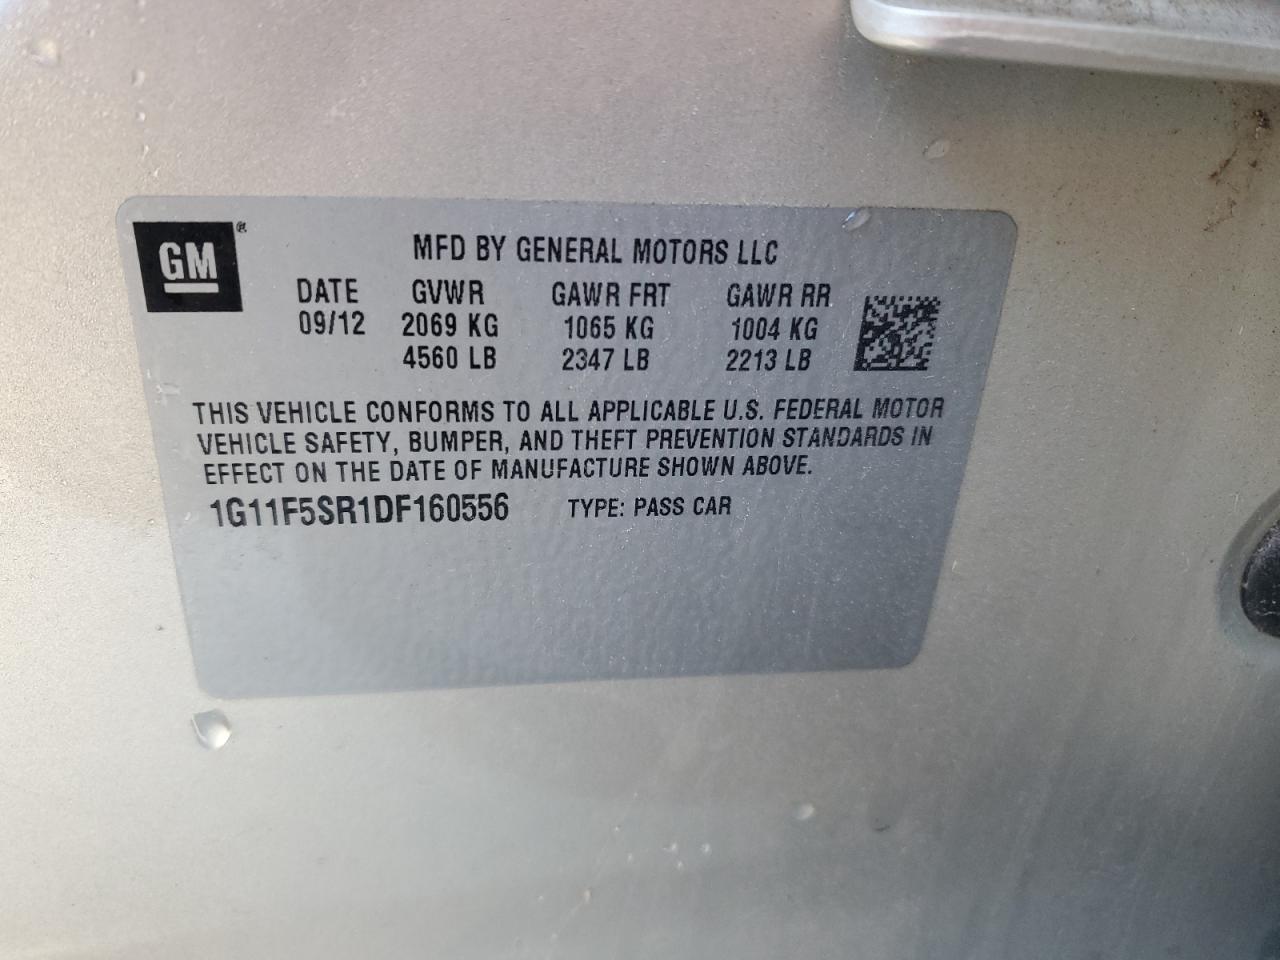 GM®
MFD BY GENERAL MOTORS LLC
DATE GVWR GAWR FRT GAWR RR
09/12 2069 KG 1065 KG 1004 KG
4560 LB 2347 LB 2213 LB
THIS VEHICLE CONFORMS TO ALL APPLICABLE U.S. FEDERAL MOTOR
VEHICLE SAFETY, BUMPER, AND THEFT PREVENTION STANDARDS IN
EFFECT ON THE DATE OF MANUFACTURE SHOWN ABOVE.
1G11F5SR1DF160556 TYPE: PASS CAR